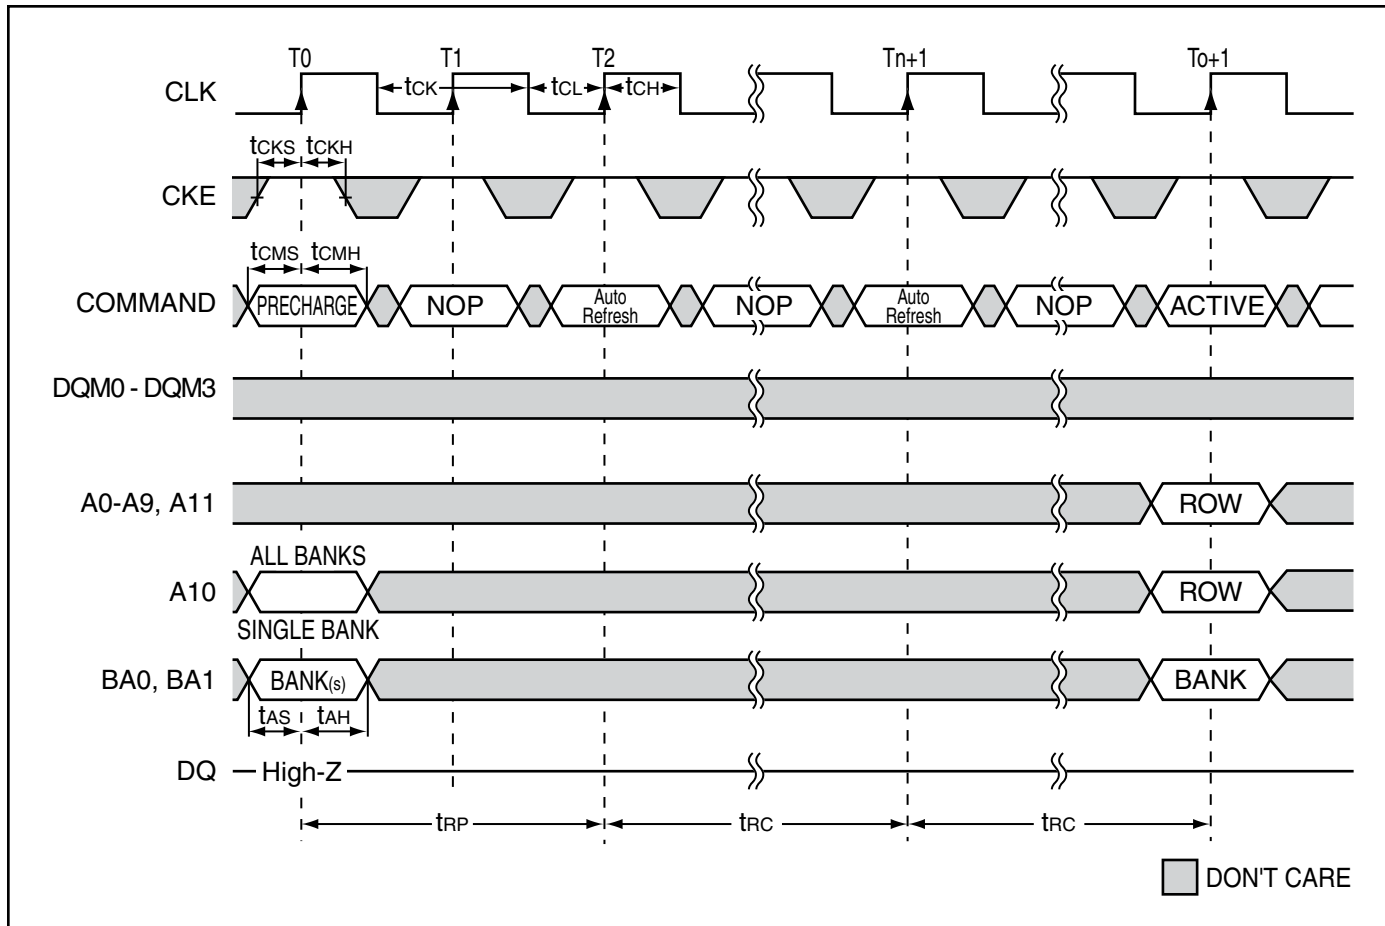 T0 T1 T2 Tn+1 To+1
CLK tCK tCL tCH
tCKS tCKH
CKE
tCMS tCMH
COMMAND PRECHARGE NOP Auto Refresh NOP Auto Refresh NOP ACTIVE
DQM0 - DQM3
A0-A9, A11 ROW
ALL BANKS
A10 ROW
SINGLE BANK
BA0, BA1 BANK(s) BANK
tAS tAH
DQ High-Z
tRP tRC tRC
DON'T CARE